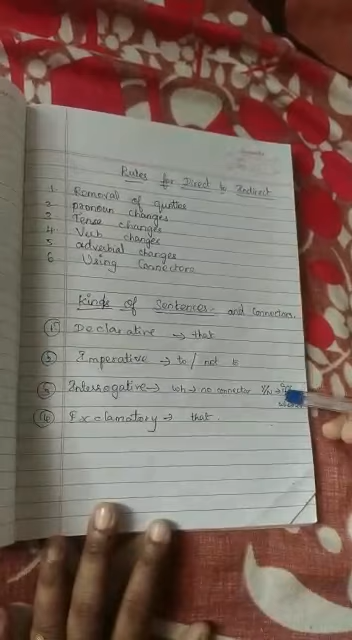 Rules for Direct to Indirect
1 Removal of quotes
2 pronoun changes
3 Tense changes
4 Verb changes
5 adverbial changes
6 Using Connectors
Kinds of Sentences. and connectors.
1 Declarative → that
2 Imperative → to / not to
3 Interrogative → wh → no connector Y/N →
4 Exclamatory → that.